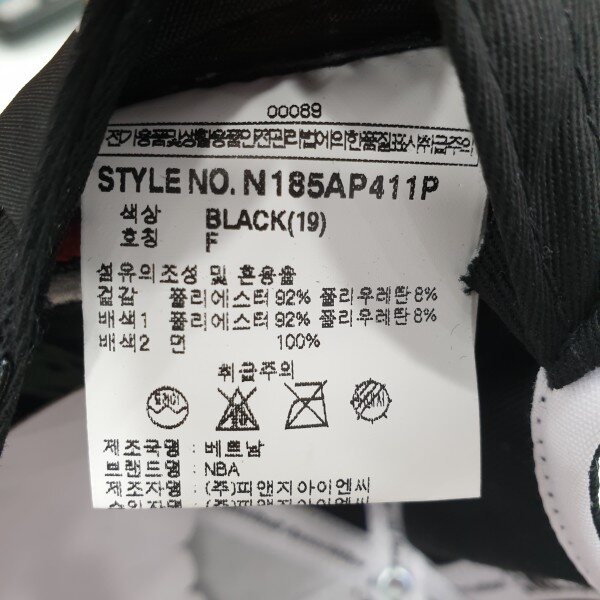 00089
전기용품및생활용품안전관리법에의한품질표시주의
STYLE NO. N185AP411P
색상 BLACK(19)
호칭 F
섬유의조성 및 혼용율
겉감 폴리에스터 92% 폴리우레탄 8%
배색1 폴리에스터 92% 폴리우레탄 8%
배색2 면 100%
취급주의
제조국명 : 베트남
브랜드명 : NBA
제조자명 : (주)피앤지아이엔씨